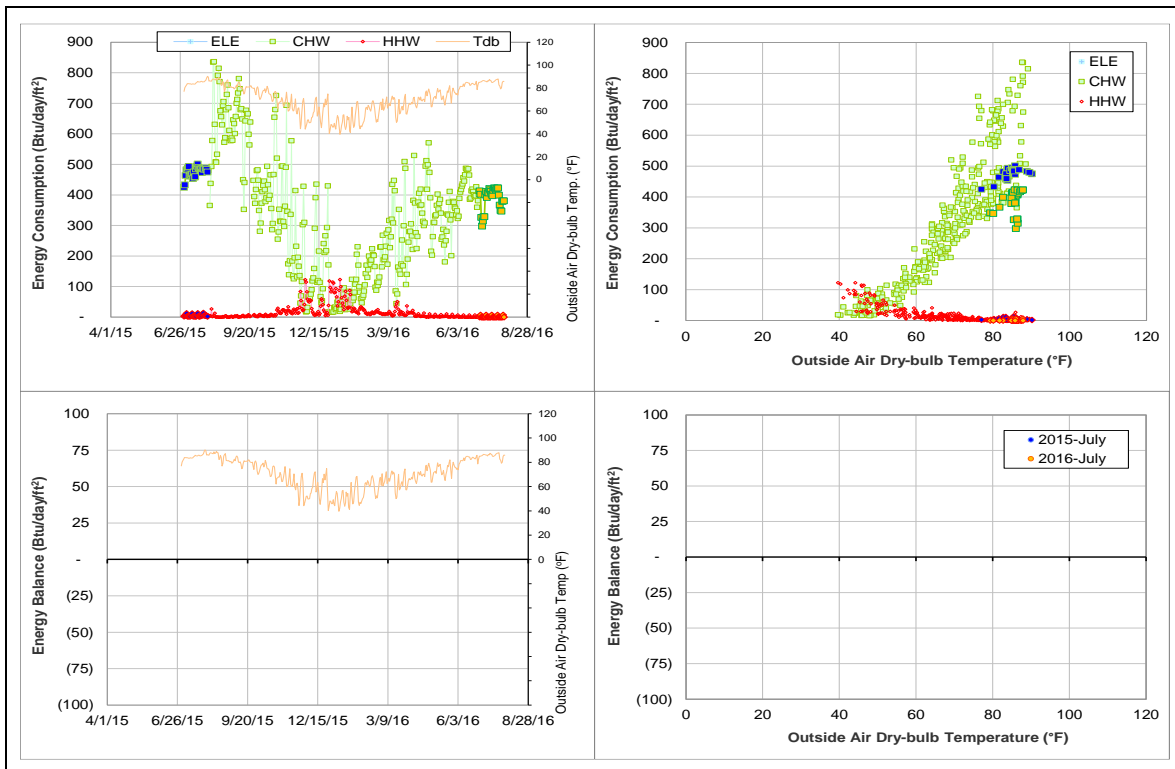 ELE CHW HHW Tdb
900
800
700
600
500
400
300
200
100
-
Energy Consumption (Btu/day/ft2)
120
100
80
60
40
20
0
Outside Air Dry-bulb Temp. (°F)
4/1/15 6/26/15 9/20/15 12/15/15 3/9/16 6/3/16 8/28/16
900
800
700
600
500
400
300
200
100
-
Energy Consumption (Btu/day/ft2)
ELE
CHW
HHW
0 20 40 60 80 100 120
Outside Air Dry-bulb Temperature (°F)
100
75
50
25
-
(25)
(50)
(75)
(100)
Energy Balance (Btu/day/ft2)
120
100
80
60
40
20
0
Outside Air Dry-bulb Temp (°F)
4/1/15 6/26/15 9/20/15 12/15/15 3/9/16 6/3/16 8/28/16
100
75
50
25
-
(25)
(50)
(75)
(100)
Energy Balance (Btu/day/ft2)
2015-July
2016-July
0 20 40 60 80 100 120
Outside Air Dry-bulb Temperature (°F)